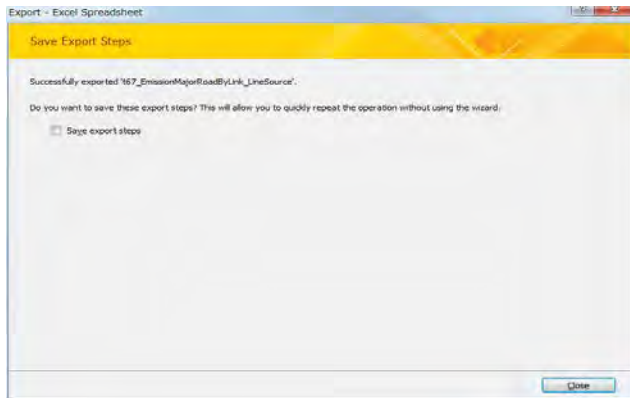 Export - Excel Spreadsheet
Save Export Steps
Successfully exported 't67_EmissionMajorRoadByLink_LineSource'.
Do you want to save these export steps? This will allow you to quickly repeat the operation without using the wizard.
Save export steps
Close